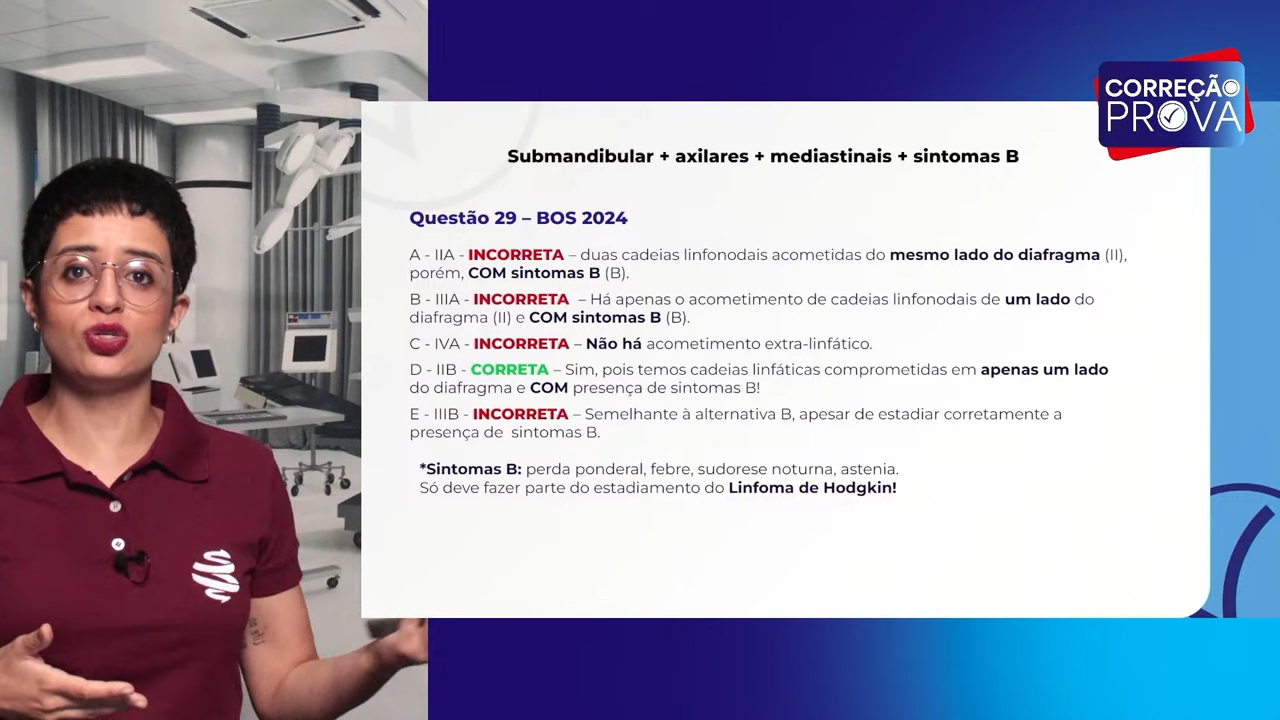 CORREÇÃO
PROVA
Submandibular + axilares + mediastinais + sintomas B
Questão 29 – BOS 2024
A - IIA - INCORRETA – duas cadeias linfonodais acometidas do mesmo lado do diafragma (II),
porém, COM sintomas B (B).
B - IIIA - INCORRETA – Há apenas o acometimento de cadeias linfonodais de um lado do
diafragma (II) e COM sintomas B (B).
C - IVA - INCORRETA – Não há acometimento extra-linfático.
D - IIB - CORRETA – Sim, pois temos cadeias linfáticas comprometidas em apenas um lado
do diafragma e COM presença de sintomas B!
E - IIIB - INCORRETA – Semelhante à alternativa B, apesar de estadiar corretamente a
presença de sintomas B.
*Sintomas B: perda ponderal, febre, sudorese noturna, astenia.
Só deve fazer parte do estadiamento do Linfoma de Hodgkin!